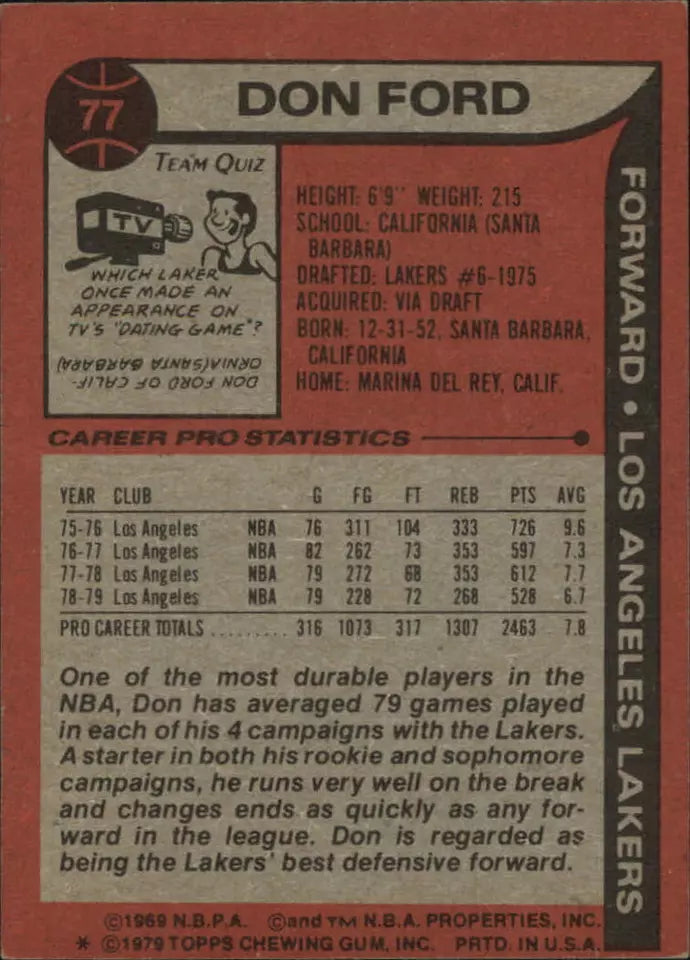 77
DON FORD
TEAM QUIZ
TV
WHICH LAKER
ONCE MADE AN
APPEARANCE ON
TV'S "DATING GAME"?
DON FORD OF CALIF-
ORNIA (SANTA BARBARA)
HEIGHT: 6'9" WEIGHT: 215
SCHOOL: CALIFORNIA (SANTA
BARBARA)
DRAFTED: LAKERS #6-1975
ACQUIRED: VIA DRAFT
BORN: 12-31-52, SANTA BARBARA,
CALIFORNIA
HOME: MARINA DEL REY, CALIF.
FORWARD • LOS ANGELES LAKERS
CAREER PRO STATISTICS
YEAR CLUB G FG FT REB PTS AVG
75-76 Los Angeles NBA 76 311 104 333 726 9.6
76-77 Los Angeles NBA 82 262 73 353 597 7.3
77-78 Los Angeles NBA 79 272 68 353 612 7.7
78-79 Los Angeles NBA 79 228 72 268 528 6.7
PRO CAREER TOTALS ......... 316 1073 317 1307 2463 7.8
One of the most durable players in the
NBA, Don has averaged 79 games played
in each of his 4 campaigns with the Lakers.
A starter in both his rookie and sophomore
campaigns, he runs very well on the break
and changes ends as quickly as any for-
ward in the league. Don is regarded as
being the Lakers' best defensive forward.
©1969 N.B.P.A. ©and TM N.B.A. PROPERTIES, INC.
* ©1979 TOPPS CHEWING GUM, INC. PRTD. IN U.S.A.